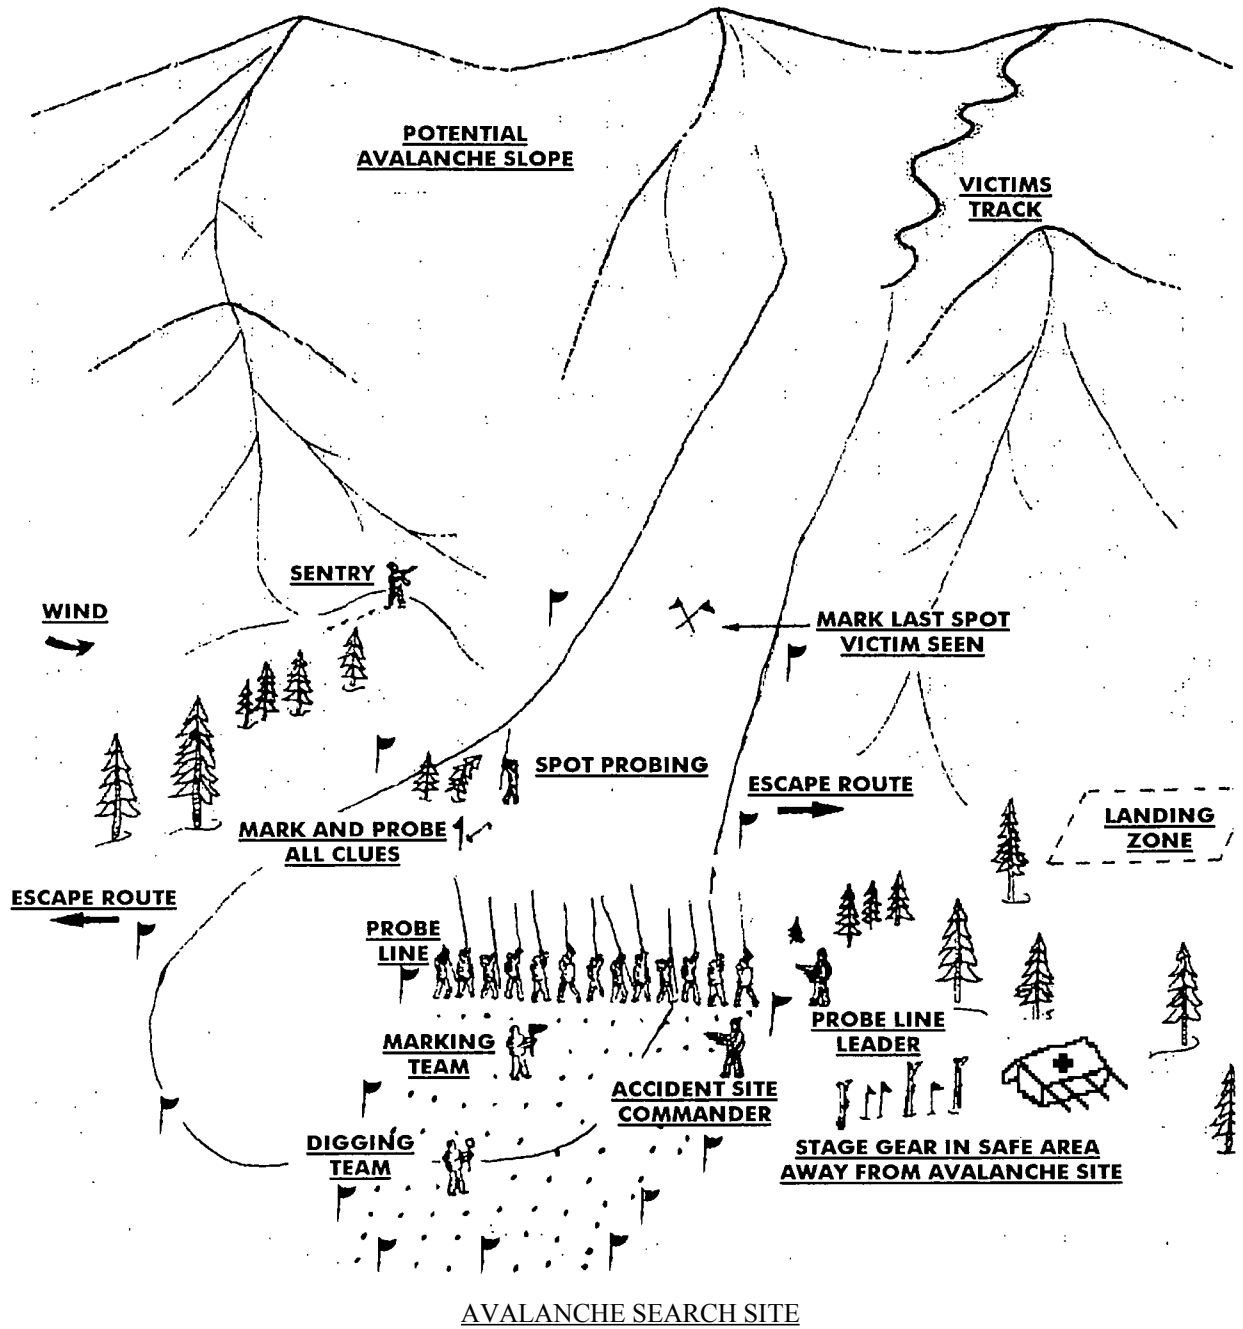 POTENTIAL
AVALANCHE SLOPE
VICTIMS
TRACK
SENTRY
WIND
MARK LAST SPOT
VICTIM SEEN
SPOT PROBING
ESCAPE ROUTE
LANDING
ZONE
MARK AND PROBE
ALL CLUES
ESCAPE ROUTE
PROBE
LINE
PROBE LINE
LEADER
MARKING
TEAM
ACCIDENT SITE
COMMANDER
DIGGING
TEAM
STAGE GEAR IN SAFE AREA
AWAY FROM AVALANCHE SITE
AVALANCHE SEARCH SITE